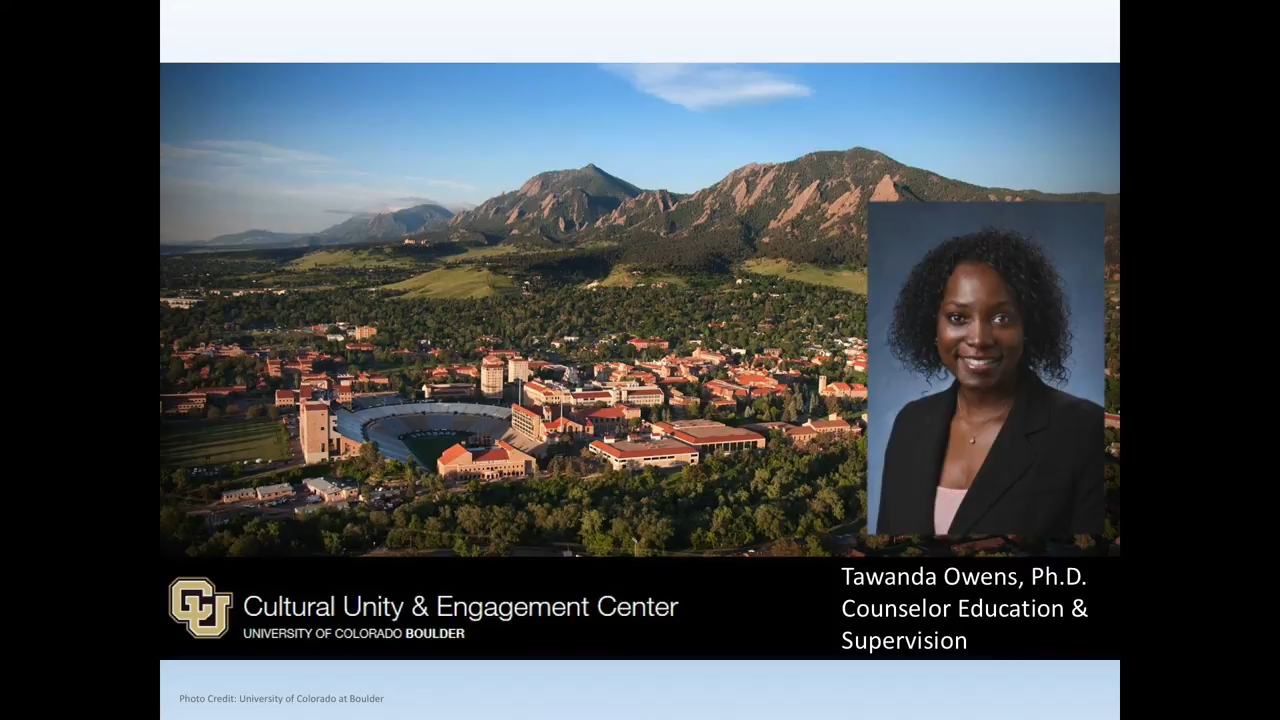 CU
Cultural Unity & Engagement Center
UNIVERSITY OF COLORADO BOULDER
Tawanda Owens, Ph.D.
Counselor Education &
Supervision
Photo Credit: University of Colorado at Boulder